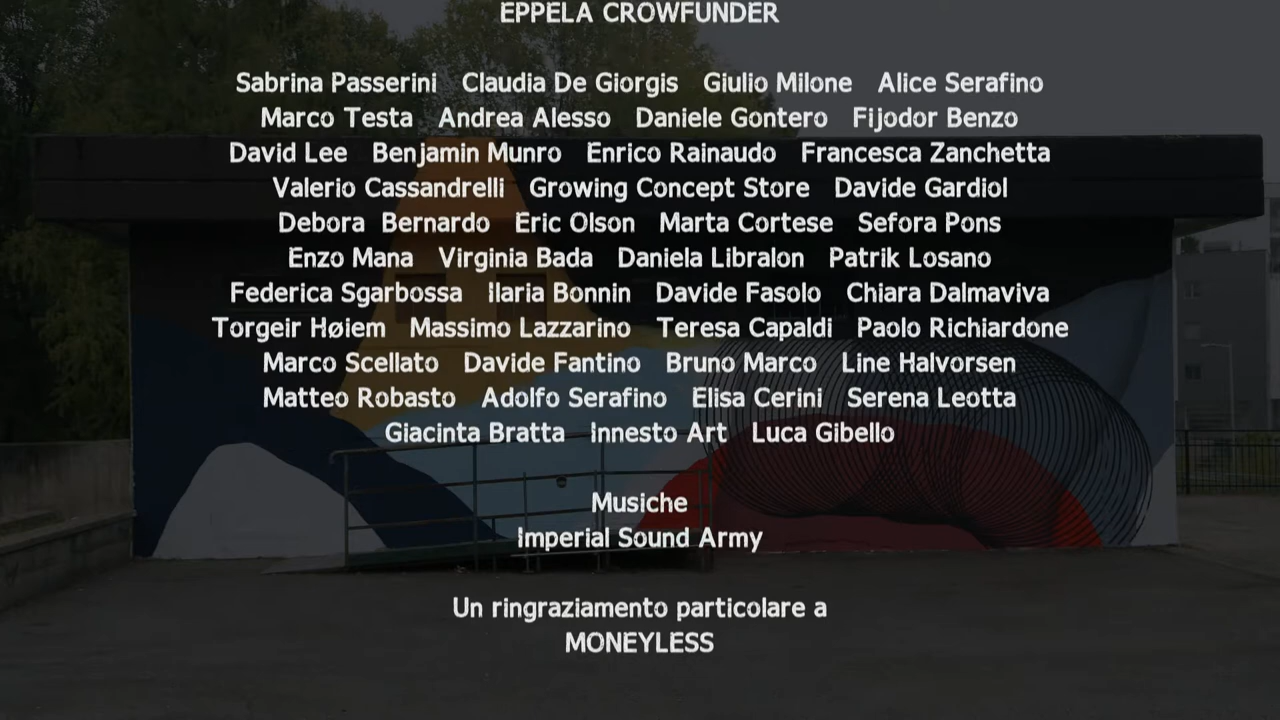 EPPELA CROWFUNDER
Sabrina Passerini Claudia De Giorgis Giulio Milone Alice Serafino
Marco Testa Andrea Alesso Daniele Gontero Fijodor Benzo
David Lee Benjamin Munro Enrico Rainaudo Francesca Zanchetta
Valerio Cassandrelli Growing Concept Store Davide Gardiol
Debora Bernardo Eric Olson Marta Cortese Sefora Pons
Enzo Mana Virginia Bada Daniela Libralon Patrik Losano
Federica Sgarbossa Ilaria Bonnin Davide Fasolo Chiara Dalmaviva
Torgeir Høiem Massimo Lazzarino Teresa Capaldi Paolo Richiardone
Marco Scellato Davide Fantino Bruno Marco Line Halvorsen
Matteo Robasto Adolfo Serafino Elisa Cerini Serena Leotta
Giacinta Bratta Innesto Art Luca Gibello
Musiche
Imperial Sound Army
Un ringraziamento particolare a
MONEYLESS